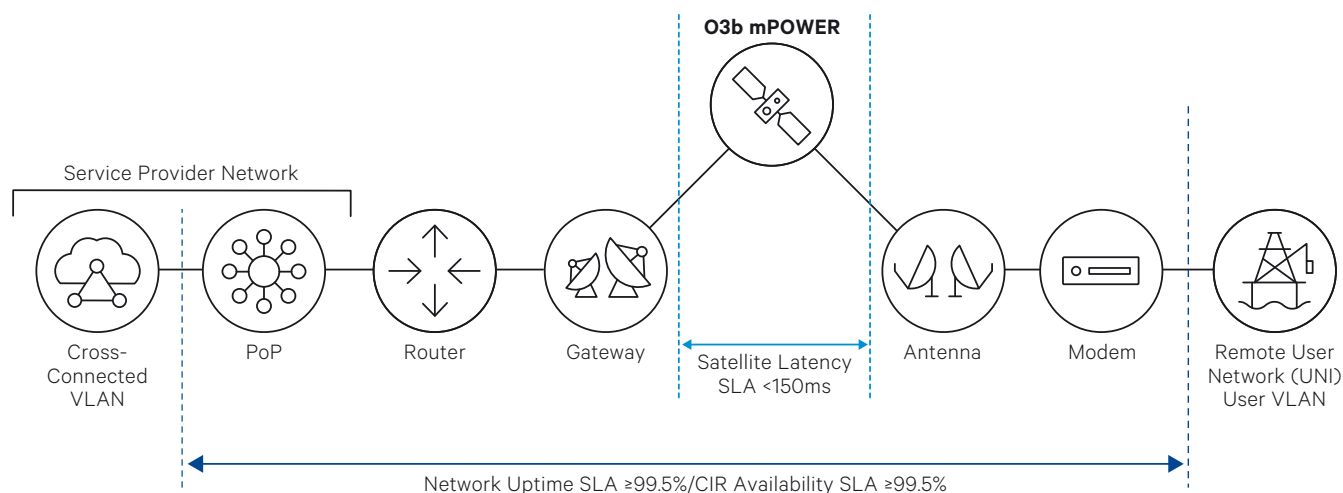 O3b mPOWER
Service Provider Network
Cross-
Connected
VLAN
PoP
Router
Gateway
Satellite Latency
SLA <150ms
Antenna
Modem
Remote User
Network (UNI)
User VLAN
Network Uptime SLA ≥99.5%/CIR Availability SLA ≥99.5%